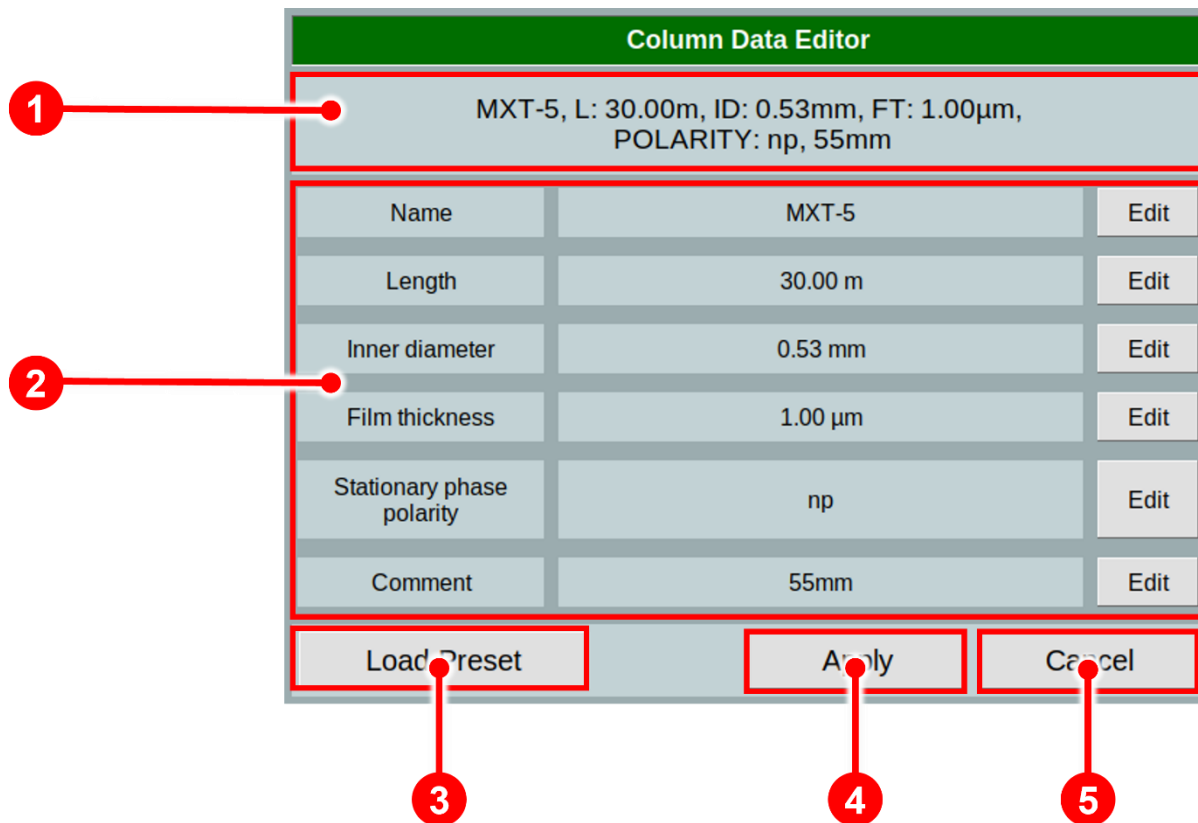 Column Data Editor
1
MXT-5, L: 30.00m, ID: 0.53mm, FT: 1.00µm,
POLARITY: np, 55mm
Name MXT-5 Edit
Length 30.00 m Edit
Inner diameter 0.53 mm Edit
2
Film thickness 1.00 µm Edit
Stationary phase
polarity np Edit
Comment 55mm Edit
Load Preset Apply Cancel
3 4 5